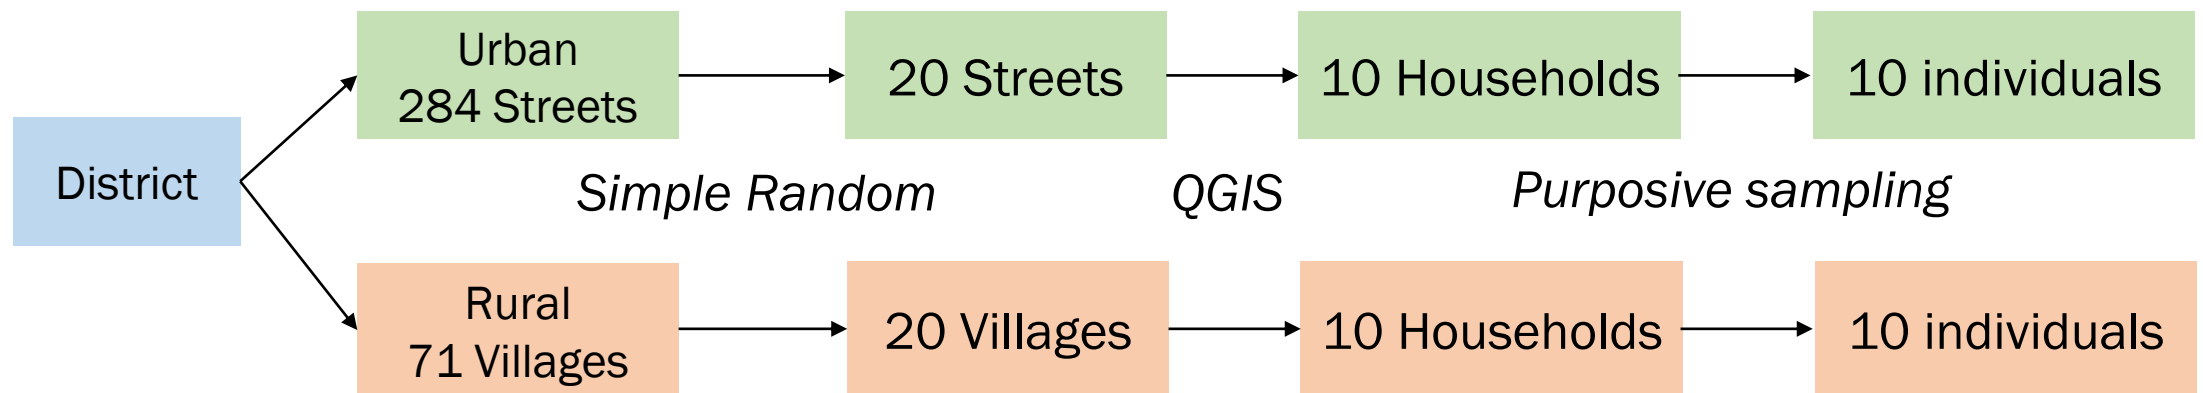 District
Urban
284 Streets
20 Streets
10 Households
10 individuals
Simple Random
QGIS
Purposive sampling
Rural
71 Villages
20 Villages
10 Households
10 individuals